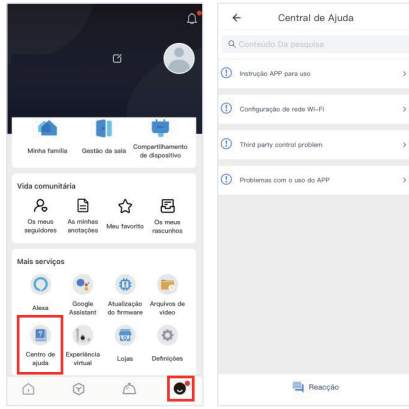 Minha família
Gestão da sala
Compartilhamento
de dispositivo
Vida comunitária
Os meus
seguidores
As minhas
anotações
Meu favorito
Os meus
rascunhos
Mais serviços
Alexa
Google
Assistant
Atualização
do firmware
Arquivos de
vídeo
Centro de
ajuda
Experiência
virtual
Lojas
Definições
Central de Ajuda
Conteúdo Da pesquisa
Instrução APP para uso
Configuração de rede Wi-Fi
Third party control problem
Problemas com o uso do APP
Reacção